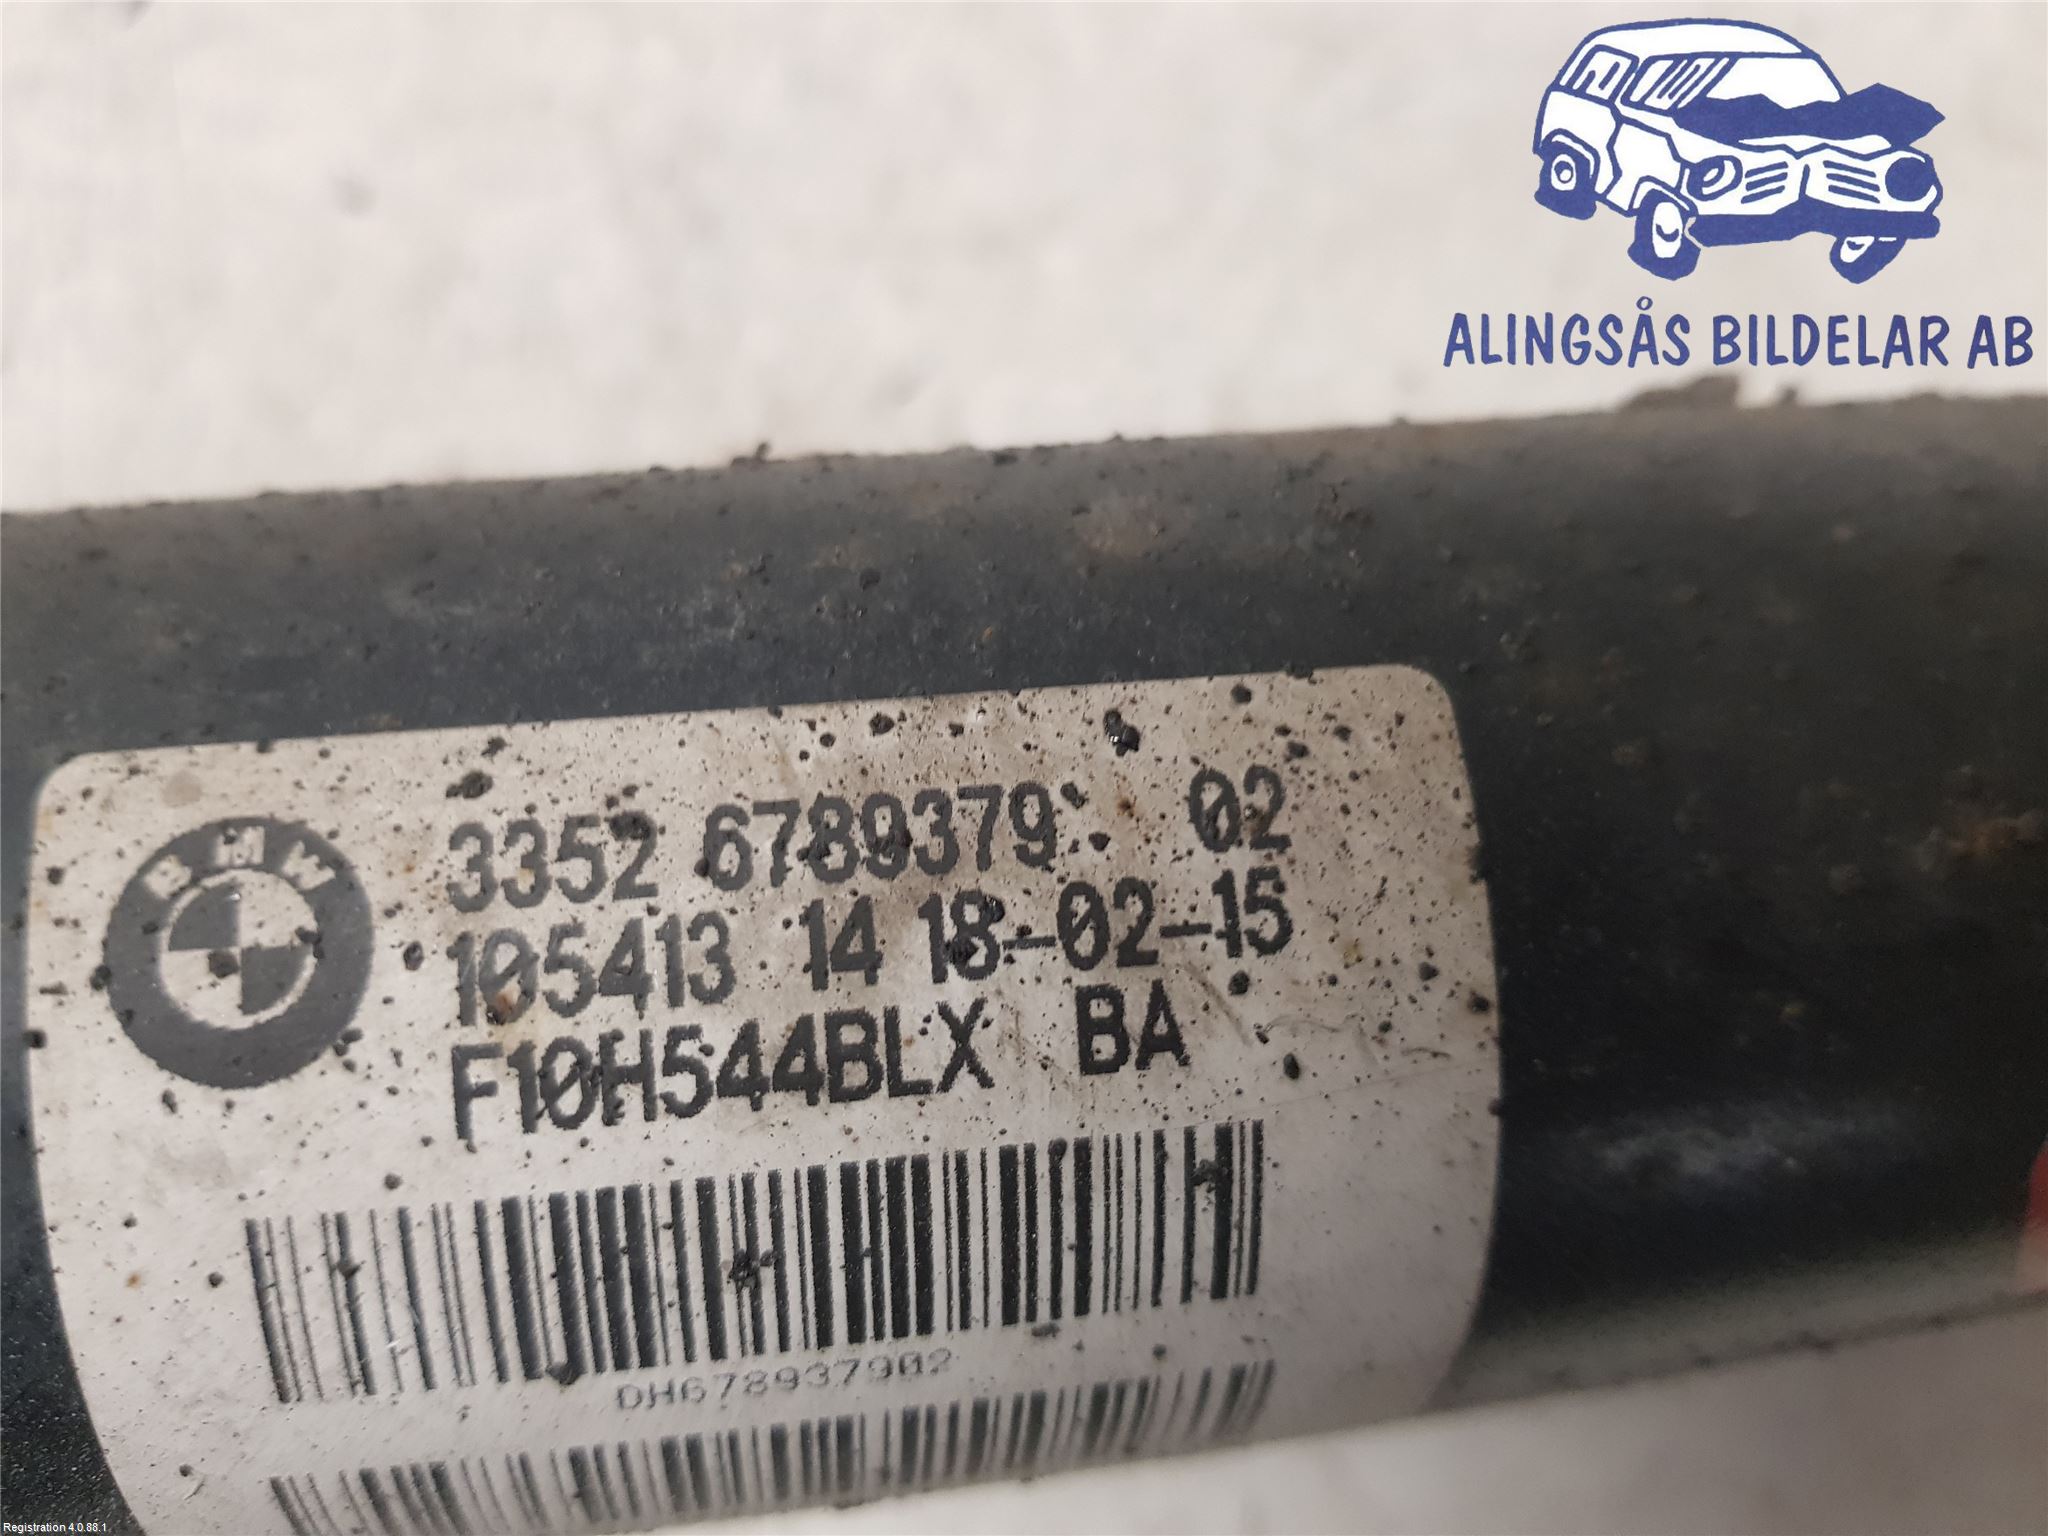 ALINGSÅS BILDELAR AB
BMW
3352 6789379 02
105413 14 18-02-15
F10H544BLX BA
DH678937902
Registration 4.0.88.1